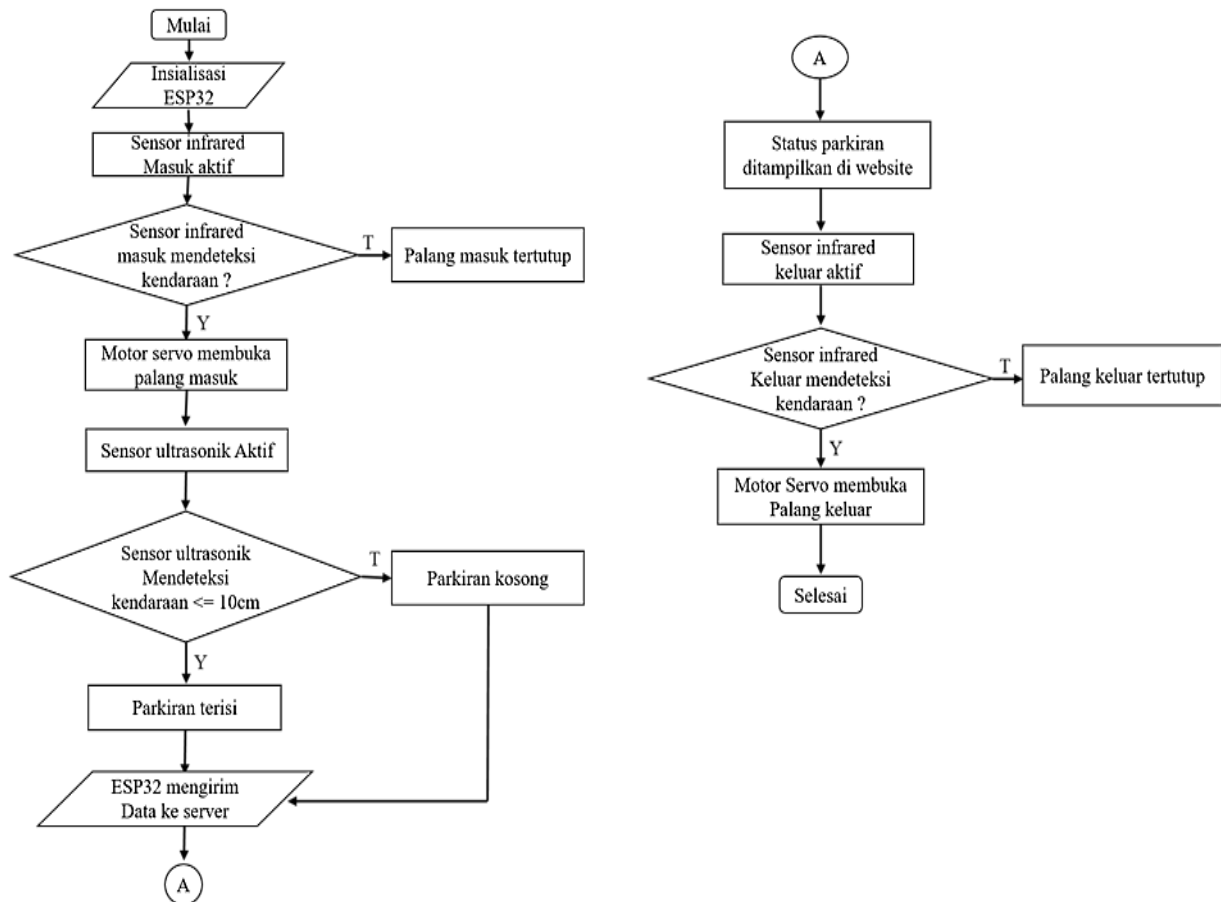 Mulai
Insialisasi
ESP32
Sensor infrared
Masuk aktif
Sensor infrared
masuk mendeteksi
kendaraan ?
T
Palang masuk tertutup
Y
Motor servo membuka
palang masuk
Sensor ultrasonik Aktif
Sensor ultrasonik
Mendeteksi
kendaraan <= 10cm
T
Parkiran kosong
Y
Parkiran terisi
ESP32 mengirim
Data ke server
A
A
Status parkiran
ditampilkan di website
Sensor infrared
keluar aktif
Sensor infrared
Keluar mendeteksi
kendaraan ?
T
Palang keluar tertutup
Y
Motor Servo membuka
Palang keluar
Selesai